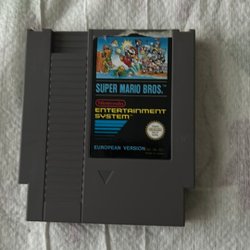 SUPER MARIO BROS.
Nintendo
ENTERTAINMENT
SYSTEM
EUROPEAN VERSION